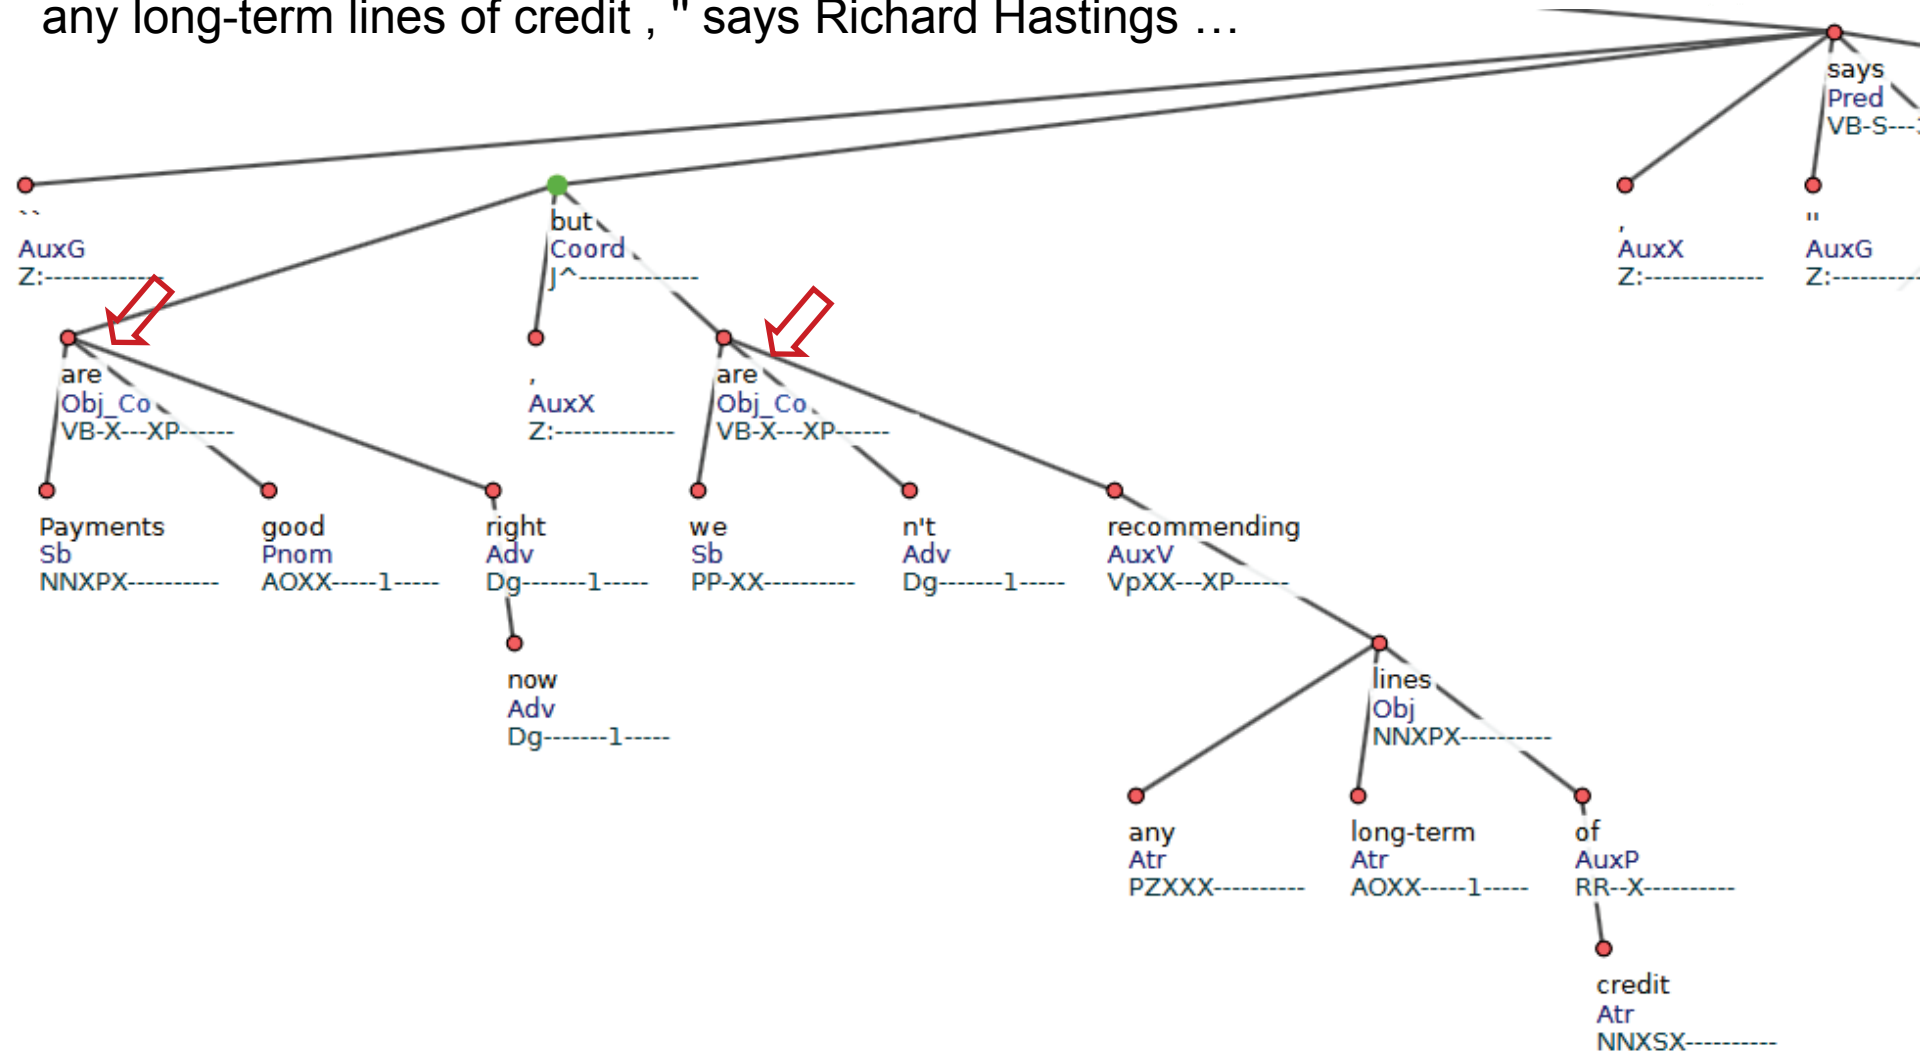 any long-term lines of credit , " says Richard Hastings …
says
Pred
VB-S---3
``
AuxG
Z:-------------
but
Coord
J^-------------
,
AuxX
Z:-------------
"
AuxG
Z:-------------
are
Obj_Co
VB-X---XP------
,
AuxX
Z:-------------
are
Obj_Co
VB-X---XP------
Payments
Sb
NNXPX----------
good
Pnom
AOXX-----1-----
right
Adv
Dg-------1-----
we
Sb
PP-XX----------
n't
Adv
Dg-------1-----
recommending
AuxV
VpXX---XP------
now
Adv
Dg-------1-----
lines
Obj
NNXPX----------
any
Atr
PZXXX----------
long-term
Atr
AOXX-----1-----
of
AuxP
RR--X----------
credit
Atr
NNXSX----------